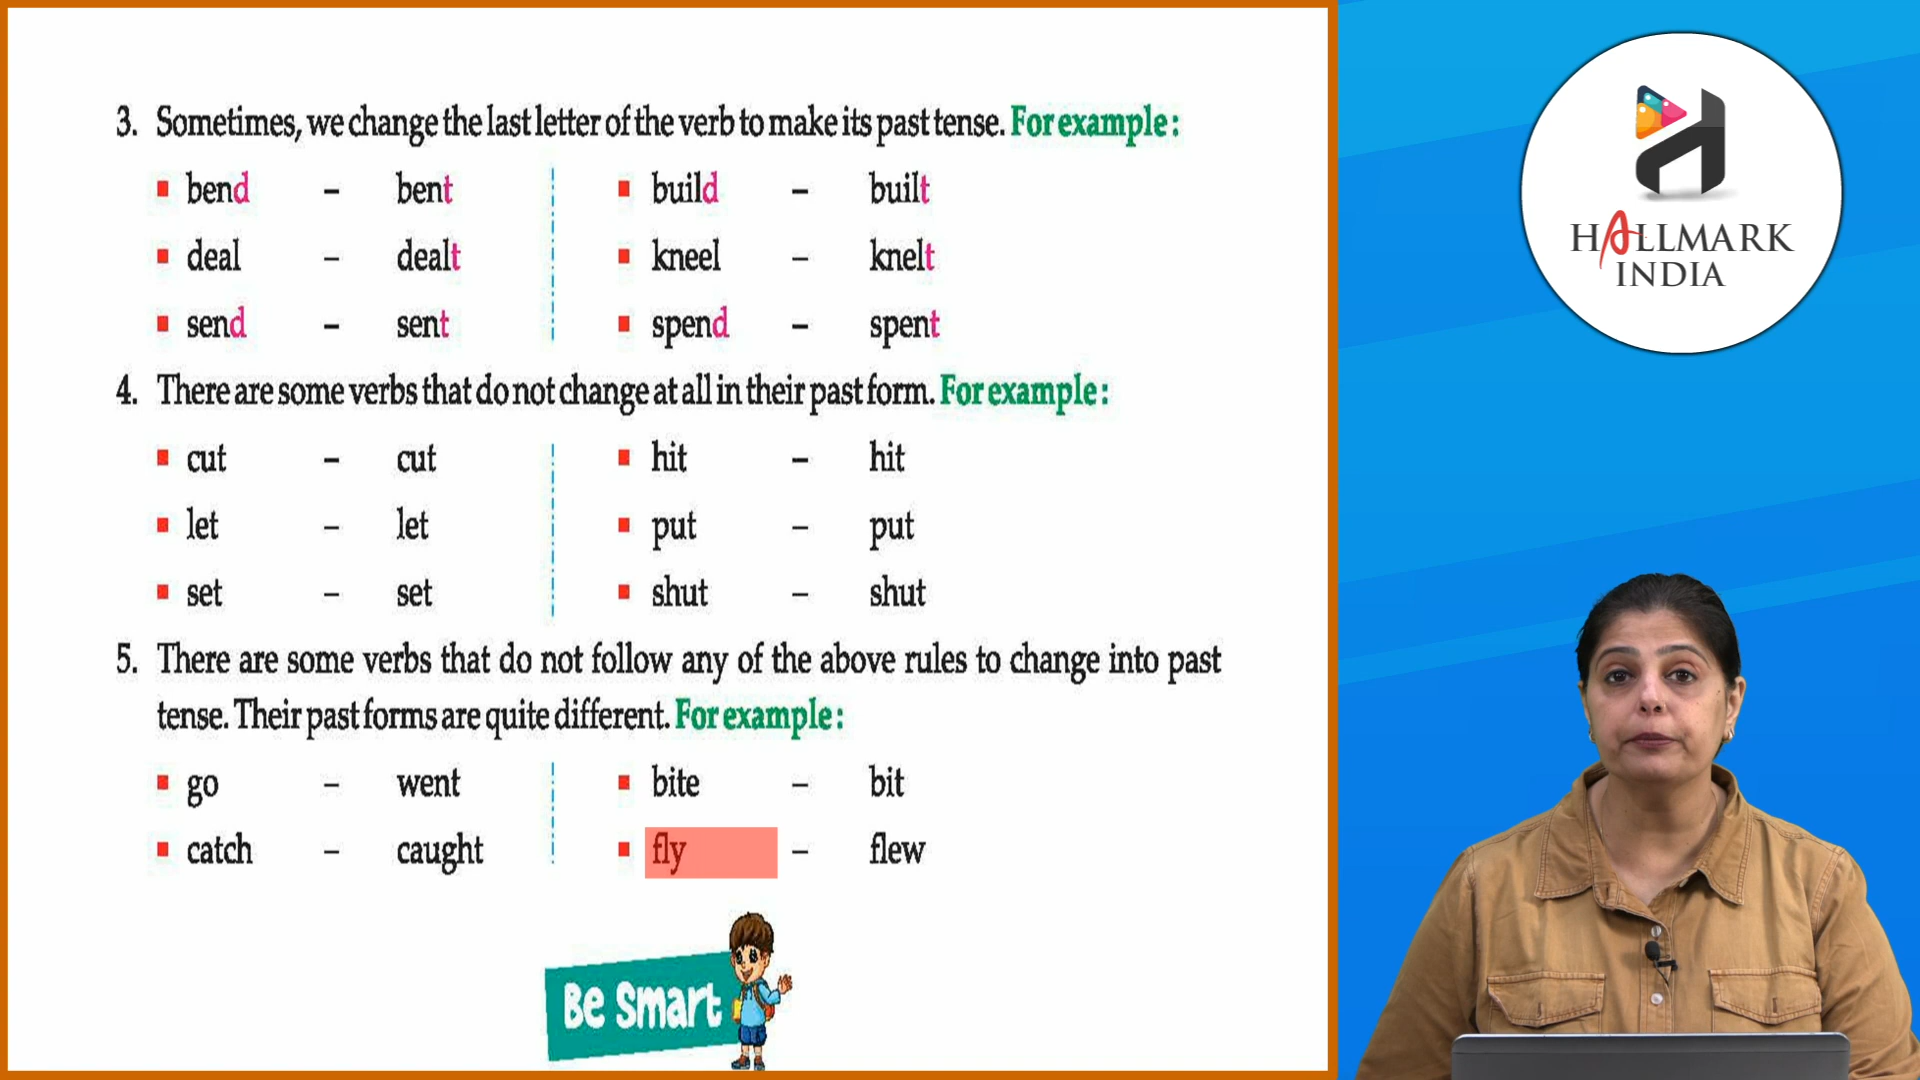 3. Sometimes, we change the last letter of the verb to make its past tense. For example :
bend – bent build – built
deal – dealt kneel – knelt
send – sent spend – spent
4. There are some verbs that do not change at all in their past form. For example :
cut – cut hit – hit
let – let put – put
set – set shut – shut
5. There are some verbs that do not follow any of the above rules to change into past
tense. Their past forms are quite different. For example :
go – went bite – bit
catch – caught fly – flew
Be Smart
HALLMARK
INDIA